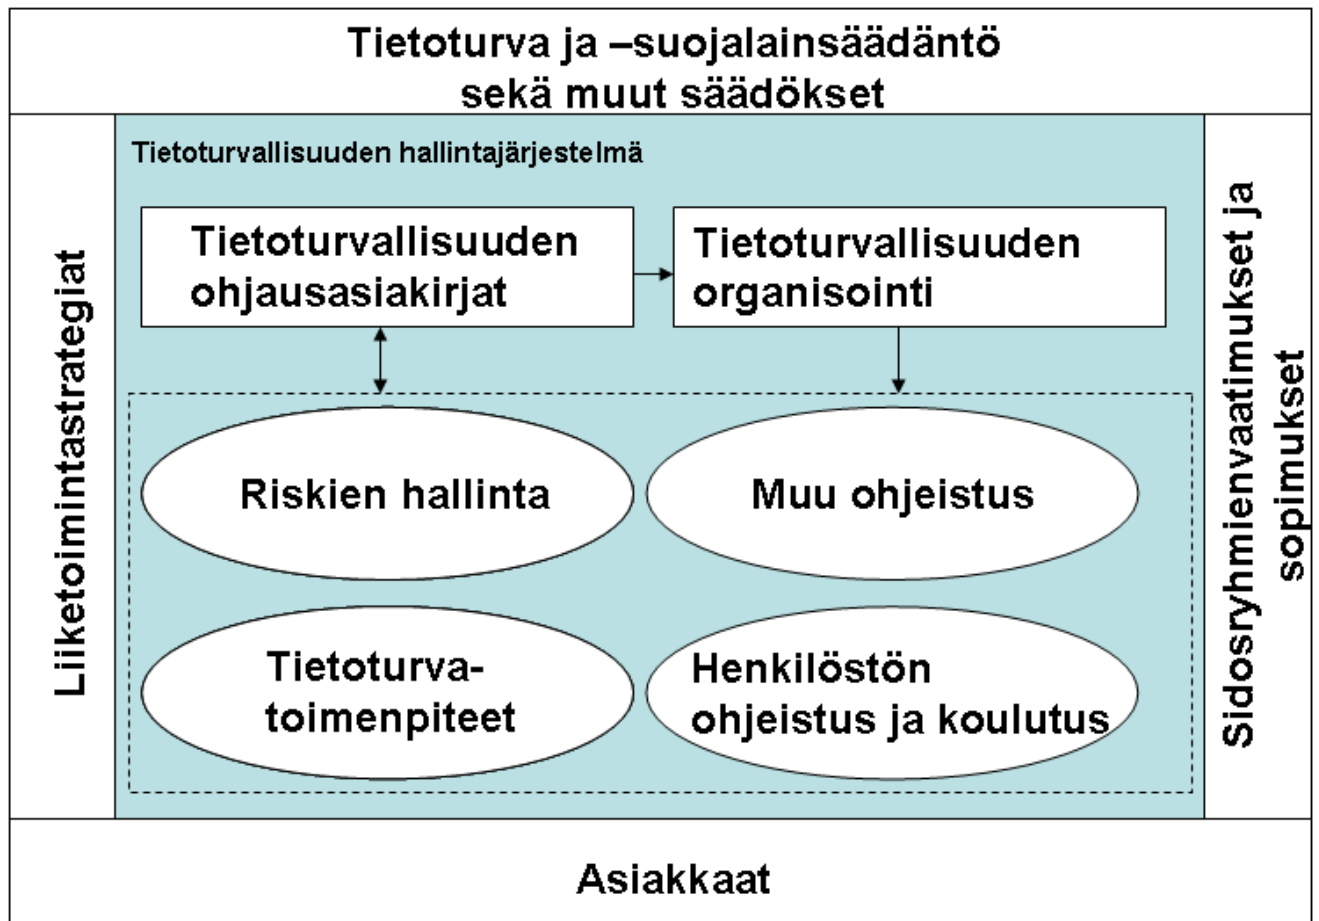 Tietoturva ja –suojalainsäädäntö
sekä muut säädökset
Liiketoimintastrategiat
Tietoturvallisuuden hallintajärjestelmä
Tietoturvallisuuden
ohjausasiakirjat
Tietoturvallisuuden
organisointi
Riskien hallinta
Muu ohjeistus
Tietoturva-
toimenpiteet
Henkilöstön
ohjeistus ja koulutus
Sidosryhmienvaatimukset ja
sopimukset
Asiakkaat